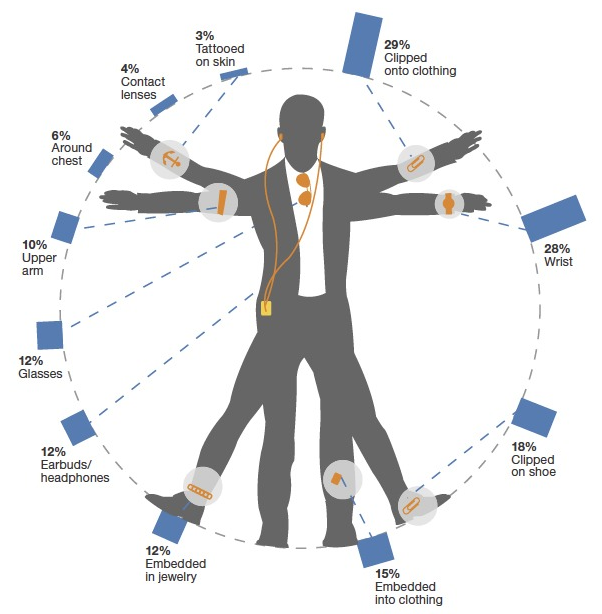 3%
Tattooed
on skin
29%
Clipped
onto clothing
4%
Contact
lenses
6%
Around
chest
10%
Upper
arm
28%
Wrist
12%
Glasses
12%
Earbuds/
headphones
18%
Clipped
on shoe
12%
Embedded
in jewelry
15%
Embedded
into clothing